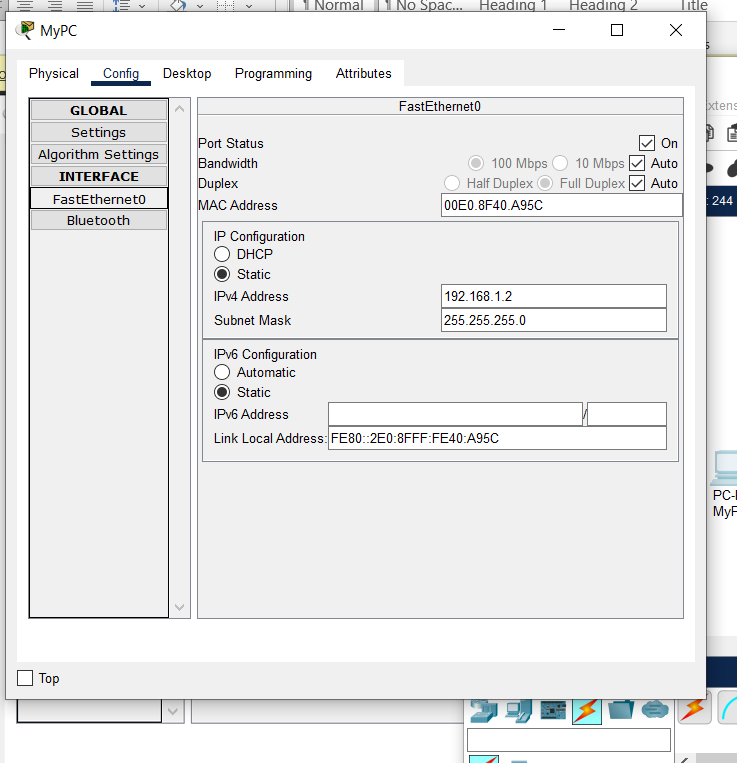 ¶ Normal
¶ No Spac...
Heading 1
Heading 2
Title
MyPC
Physical
Config
Desktop
Programming
Attributes
GLOBAL
Settings
Algorithm Settings
INTERFACE
FastEthernet0
Bluetooth
FastEthernet0
Port Status
On
Bandwidth
100 Mbps
10 Mbps
Auto
Duplex
Half Duplex
Full Duplex
Auto
MAC Address
00E0.8F40.A95C
IP Configuration
DHCP
Static
IPv4 Address
192.168.1.2
Subnet Mask
255.255.255.0
IPv6 Configuration
Automatic
Static
IPv6 Address
/
Link Local Address:
FE80::2E0:8FFF:FE40:A95C
Top
: 244
PC-
MyP